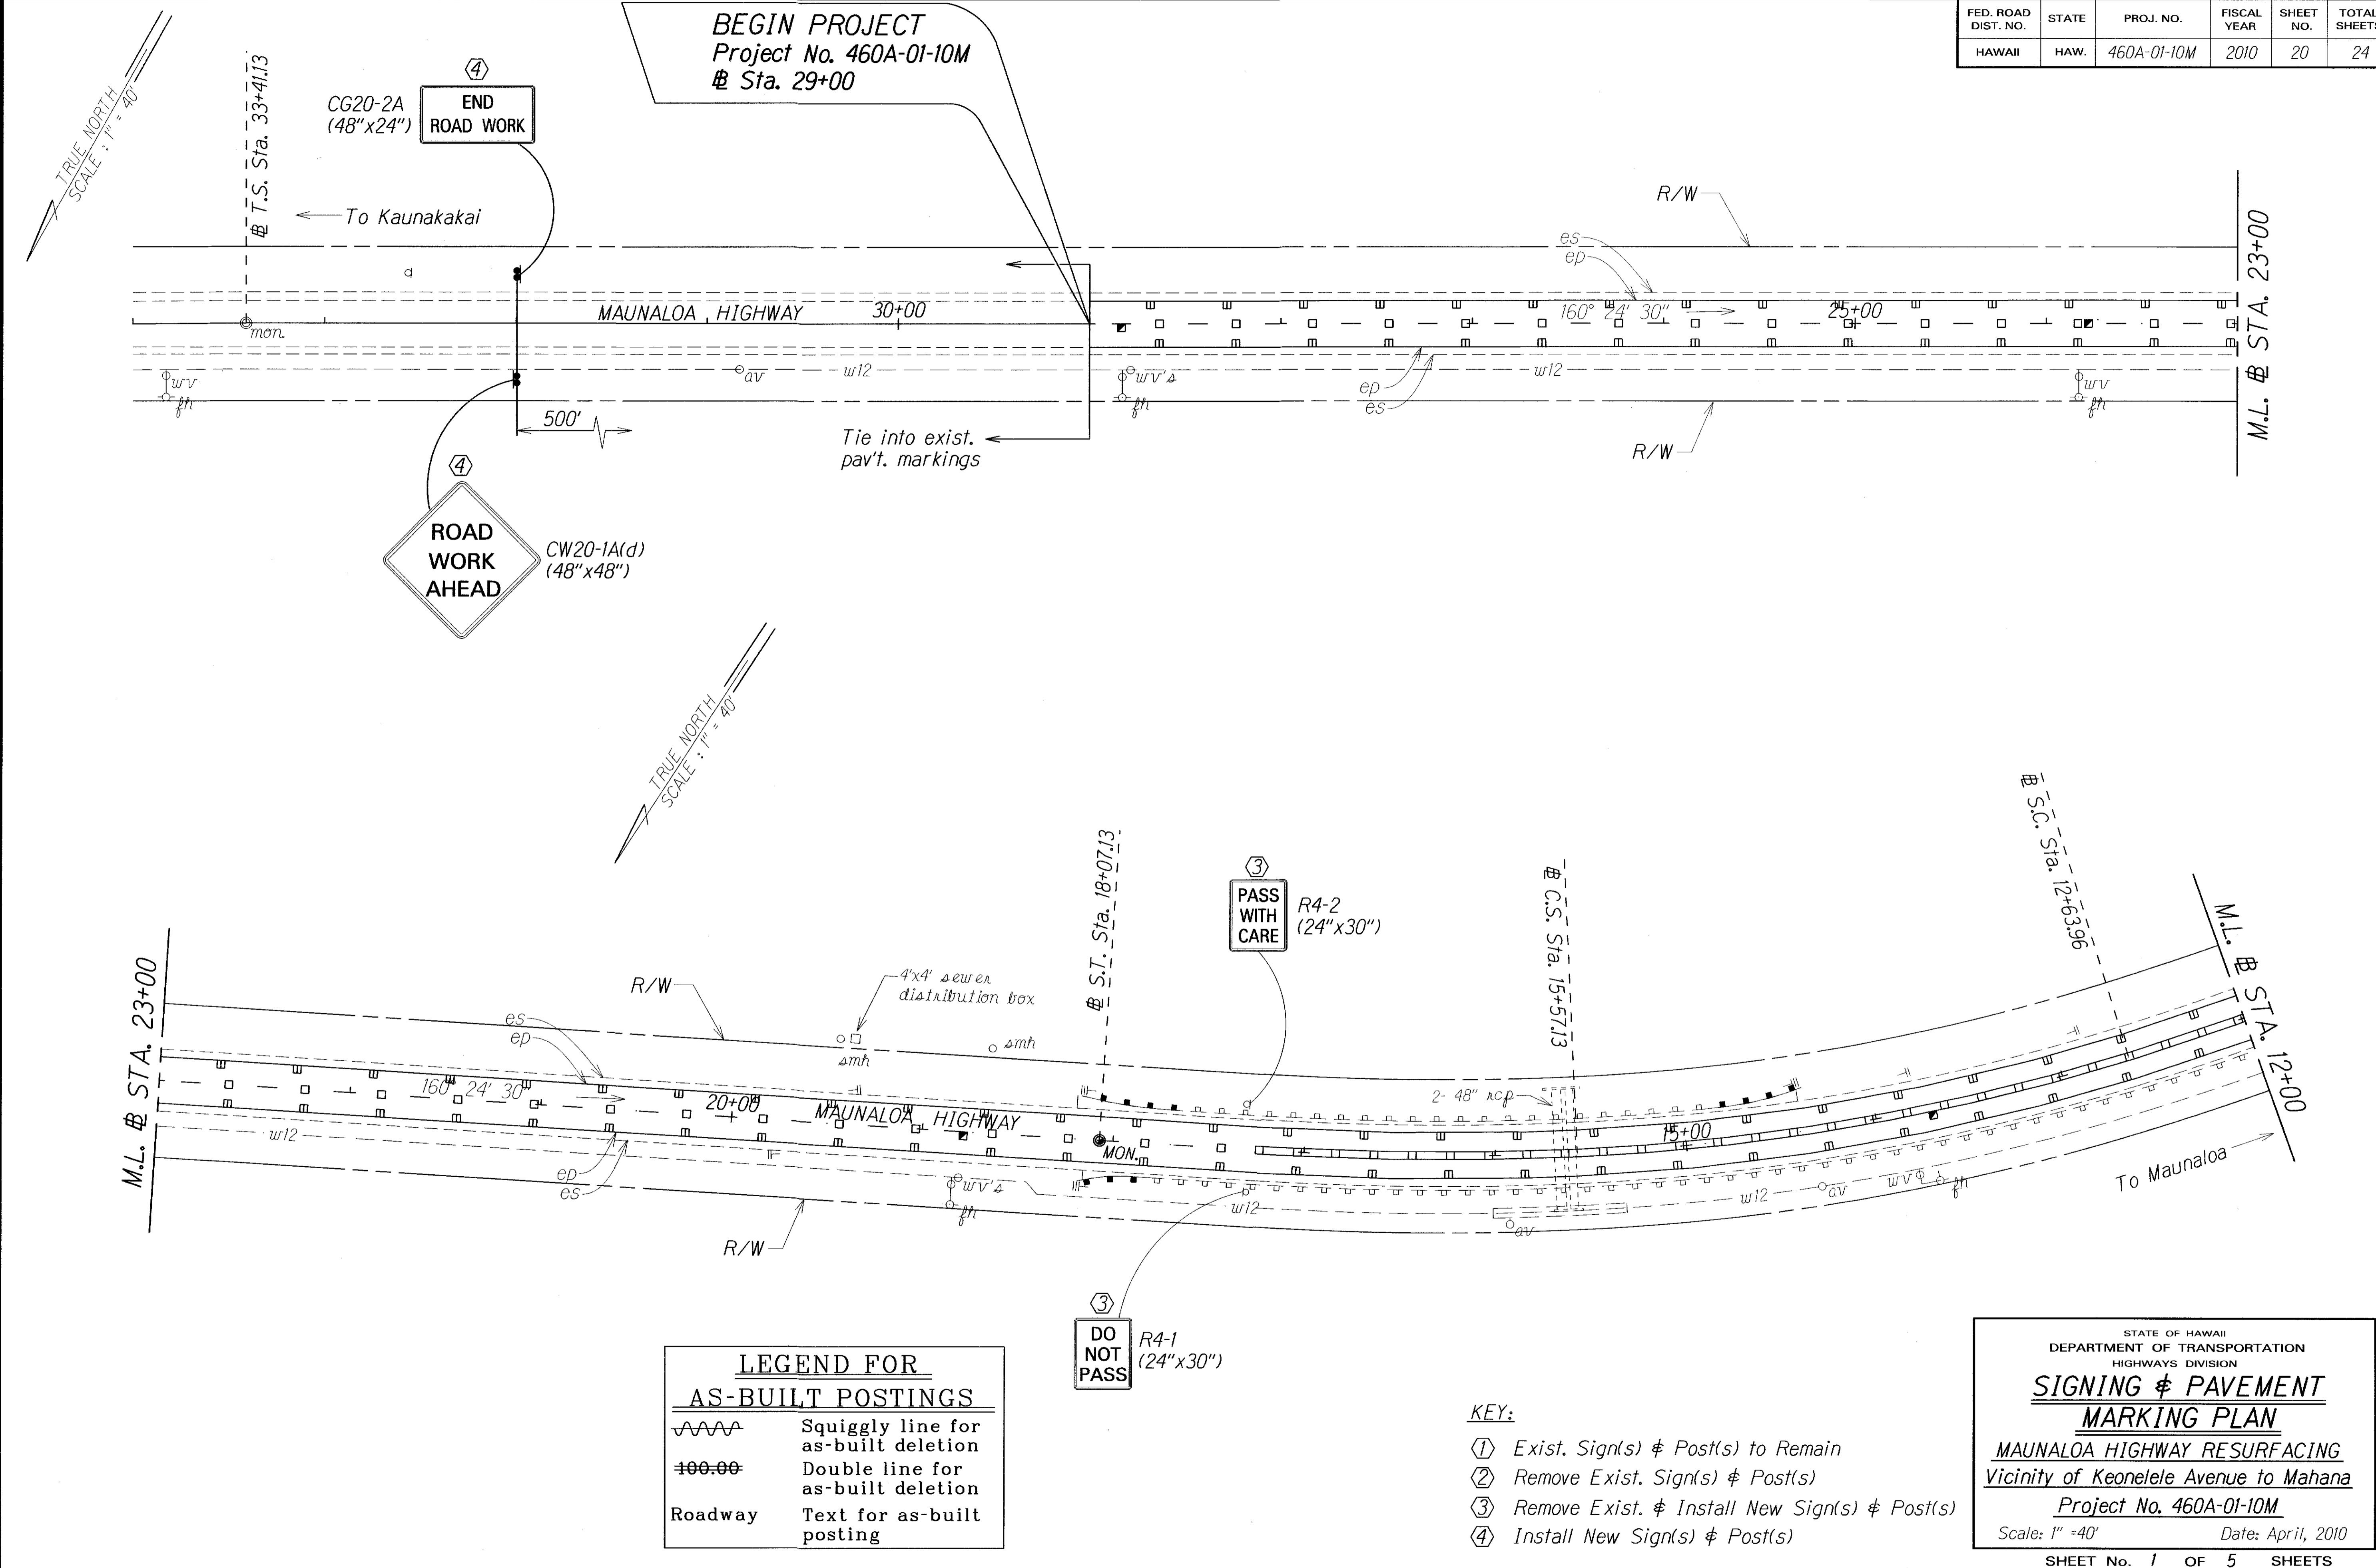 FED. ROAD DIST. NO. STATE PROJ. NO. FISCAL YEAR SHEET NO. TOTAL SHEETS
HAWAII HAW. 460A-01-10M 2010 20 24
BEGIN PROJECT
Project No. 460A-01-10M
℄ Sta. 29+00
TRUE NORTH
SCALE : 1" = 40'
℄ T.S. Sta. 33+41.13
4
CG20-2A
(48"x24")
END
ROAD WORK
To Kaunakakai
R/W
es
ep
MAUNALOA HIGHWAY
30+00
160° 24' 30"
25+00
M.L. ℄ STA. 23+00
mon.
wv
fh
av
w12
wv's
fh
w12
wv
fh
ep
es
500'
Tie into exist.
pav't. markings
R/W
4
ROAD
WORK
AHEAD
CW20-1A(d)
(48"x48")
TRUE NORTH
SCALE : 1" = 40'
℄ S.C. Sta. 12+63.96
℄ S.T. Sta. 18+07.13
3
PASS
WITH
CARE
R4-2
(24"x30")
℄ C.S. Sta. 15+57.13
M.L. ℄ STA. 12+00
M.L. ℄ STA. 23+00
R/W
4'x4' sewer
distribution box
es
ep
smh
smh
160° 24' 30"
20+00
MAUNALOA HIGHWAY
2- 48" rcp
15+00
MON.
w12
ep
es
wv's
fh
w12
av
w12
av
wv
fh
To Maunaloa
R/W
3
DO
NOT
PASS
R4-1
(24"x30")
LEGEND FOR
AS-BUILT POSTINGS
Squiggly line for
as-built deletion
100.00 Double line for
as-built deletion
Roadway Text for as-built
posting
KEY:
1 Exist. Sign(s) & Post(s) to Remain
2 Remove Exist. Sign(s) & Post(s)
3 Remove Exist. & Install New Sign(s) & Post(s)
4 Install New Sign(s) & Post(s)
STATE OF HAWAII
DEPARTMENT OF TRANSPORTATION
HIGHWAYS DIVISION
SIGNING & PAVEMENT
MARKING PLAN
MAUNALOA HIGHWAY RESURFACING
Vicinity of Keonelele Avenue to Mahana
Project No. 460A-01-10M
Scale: 1" =40' Date: April, 2010
SHEET No. 1 OF 5 SHEETS